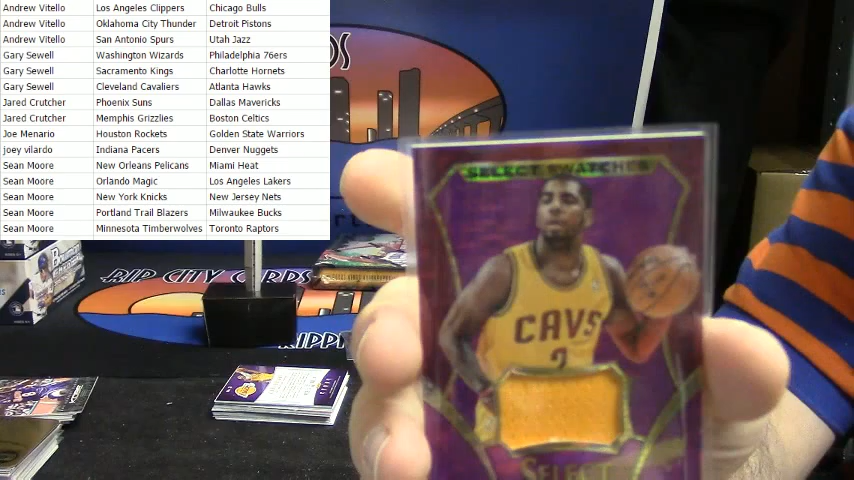 Andrew Vitello Los Angeles Clippers Chicago Bulls
Andrew Vitello Oklahoma City Thunder Detroit Pistons
Andrew Vitello San Antonio Spurs Utah Jazz
Gary Sewell Washington Wizards Philadelphia 76ers
Gary Sewell Sacramento Kings Charlotte Hornets
Gary Sewell Cleveland Cavaliers Atlanta Hawks
Jared Crutcher Phoenix Suns Dallas Mavericks
Jared Crutcher Memphis Grizzlies Boston Celtics
Joe Menario Houston Rockets Golden State Warriors
joey vilardo Indiana Pacers Denver Nuggets
Sean Moore New Orleans Pelicans Miami Heat
Sean Moore Orlando Magic Los Angeles Lakers
Sean Moore New York Knicks New Jersey Nets
Sean Moore Portland Trail Blazers Milwaukee Bucks
Sean Moore Minnesota Timberwolves Toronto Raptors
SELECT SWATCHES
CAVS
2
SELECT
RIP CITY CARDS